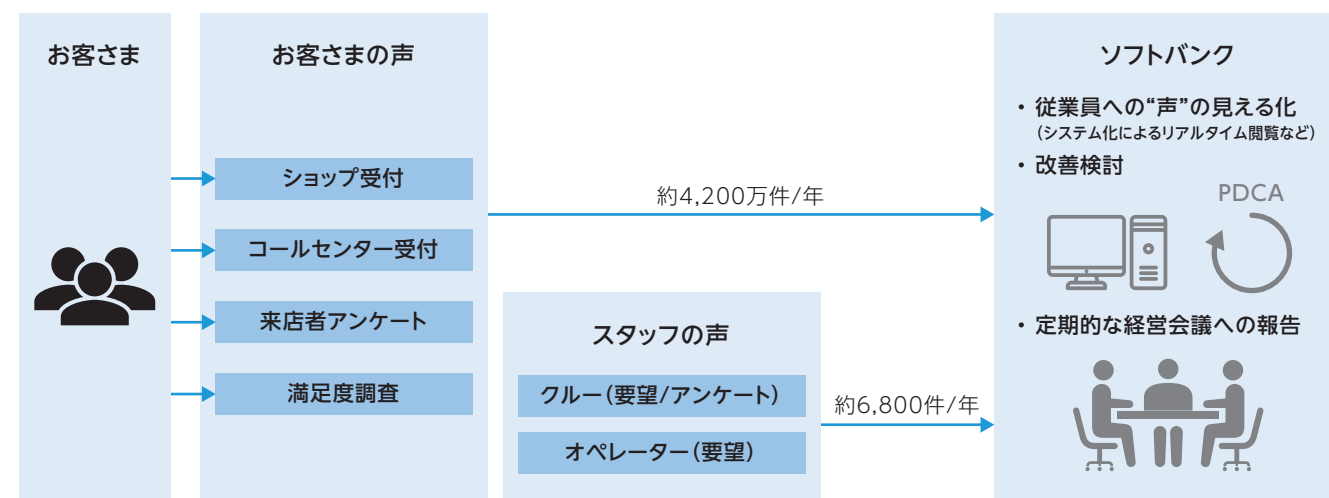 お客さま
お客さまの声
ショップ受付
コールセンター受付
来店者アンケート
満足度調査
約4,200万件/年
スタッフの声
クルー（要望/アンケート）
オペレーター（要望）
約6,800件/年
ソフトバンク
・従業員への“声”の見える化
（システム化によるリアルタイム閲覧など）
・改善検討
PDCA
・定期的な経営会議への報告